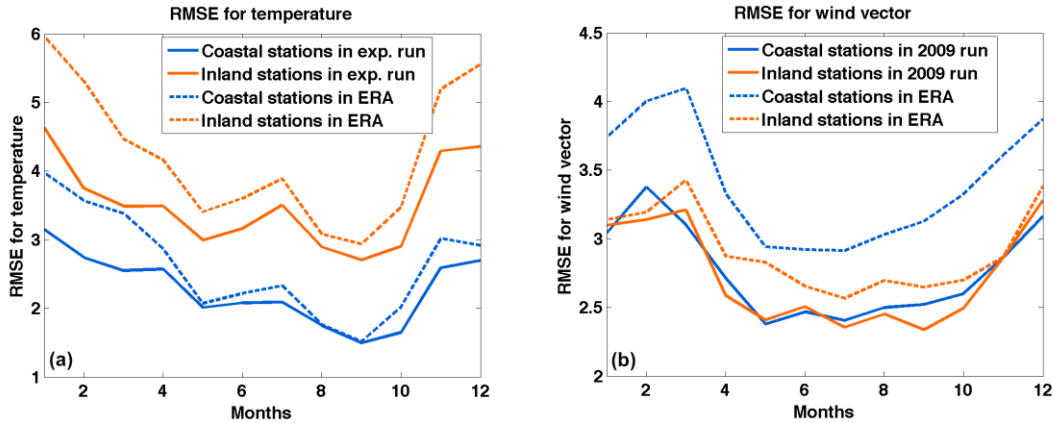 RMSE for temperature
6
5
4
3
2
1
RMSE for temperature
Coastal stations in exp. run
Inland stations in exp. run
Coastal stations in ERA
Inland stations in ERA
(a)
2 4 6 8 10 12
Months
RMSE for wind vector
4.5
4
3.5
3
2.5
2
RMSE for wind vector
Coastal stations in 2009 run
Inland stations in 2009 run
Coastal stations in ERA
Inland stations in ERA
(b)
2 4 6 8 10 12
Months